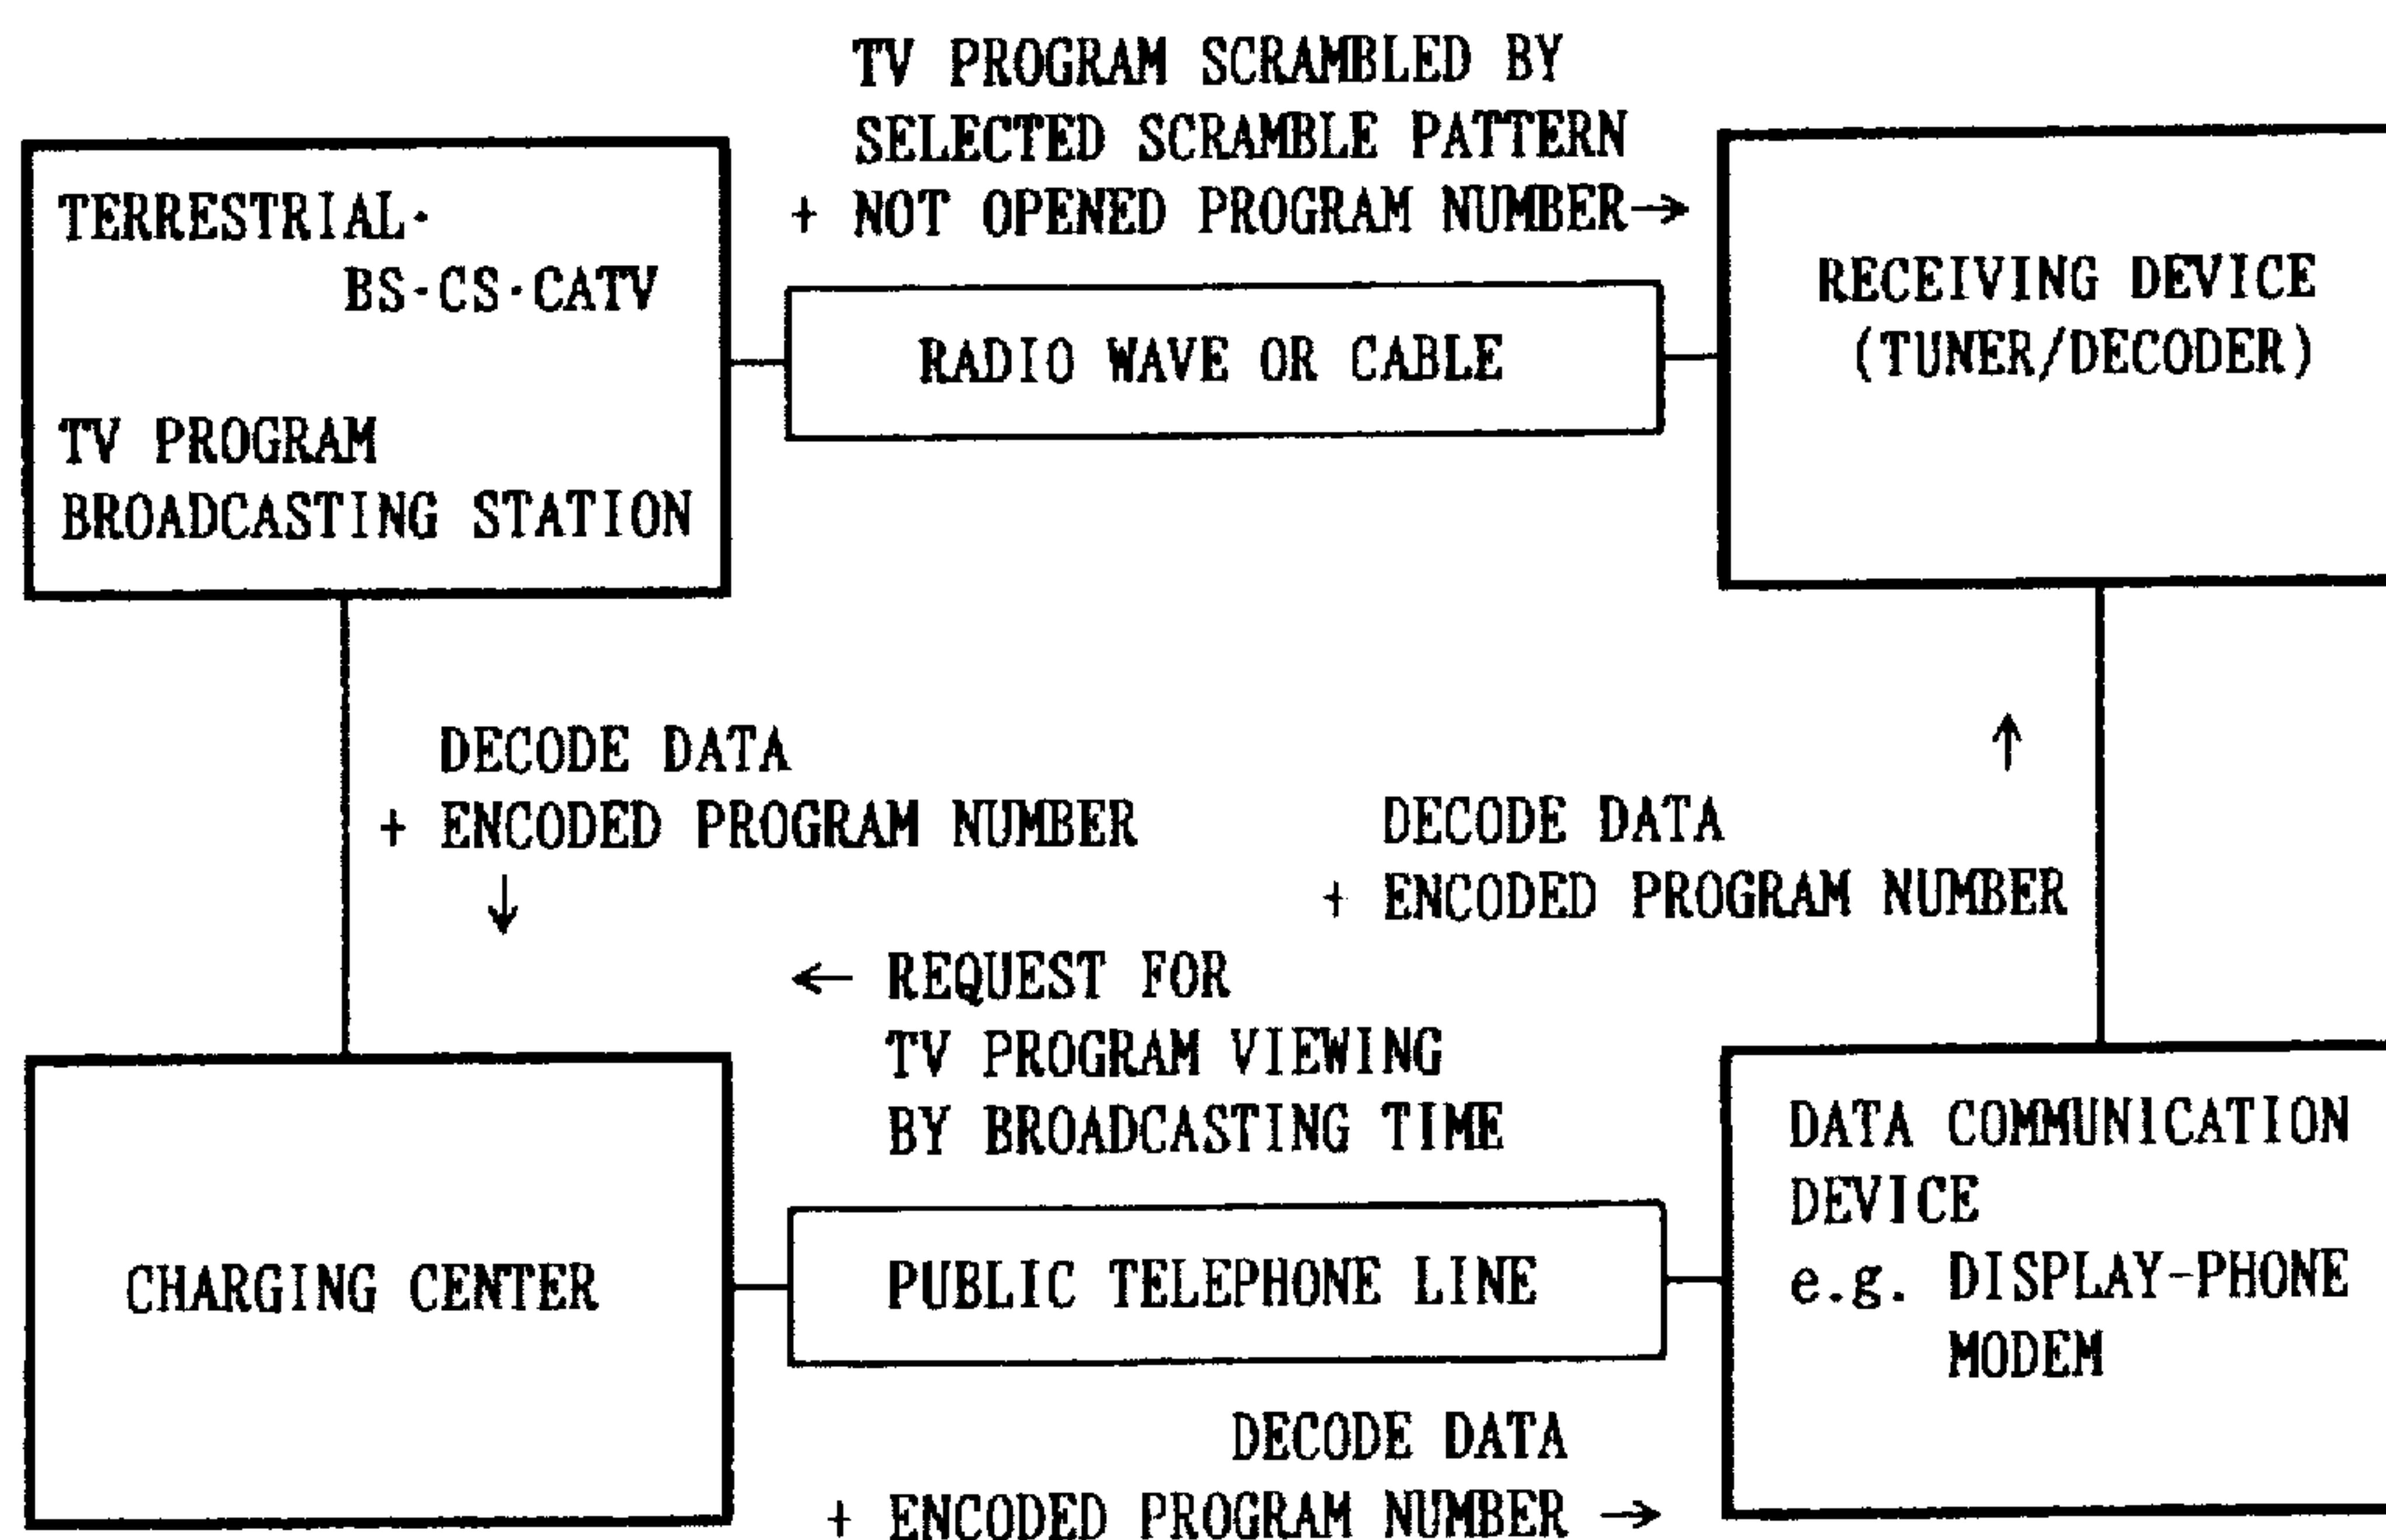 TV PROGRAM SCRAMBLED BY
SELECTED SCRAMBLE PATTERN
+ NOT OPENED PROGRAM NUMBER→
TERRESTRIAL·
BS·CS·CATV
TV PROGRAM
BROADCASTING STATION
RADIO WAVE OR CABLE
RECEIVING DEVICE
(TUNER/DECODER)
DECODE DATA
+ ENCODED PROGRAM NUMBER
↓
↑
DECODE DATA
+ ENCODED PROGRAM NUMBER
← REQUEST FOR
TV PROGRAM VIEWING
BY BROADCASTING TIME
CHARGING CENTER
PUBLIC TELEPHONE LINE
DATA COMMUNICATION
DEVICE
e.g. DISPLAY-PHONE
MODEM
DECODE DATA
+ ENCODED PROGRAM NUMBER →